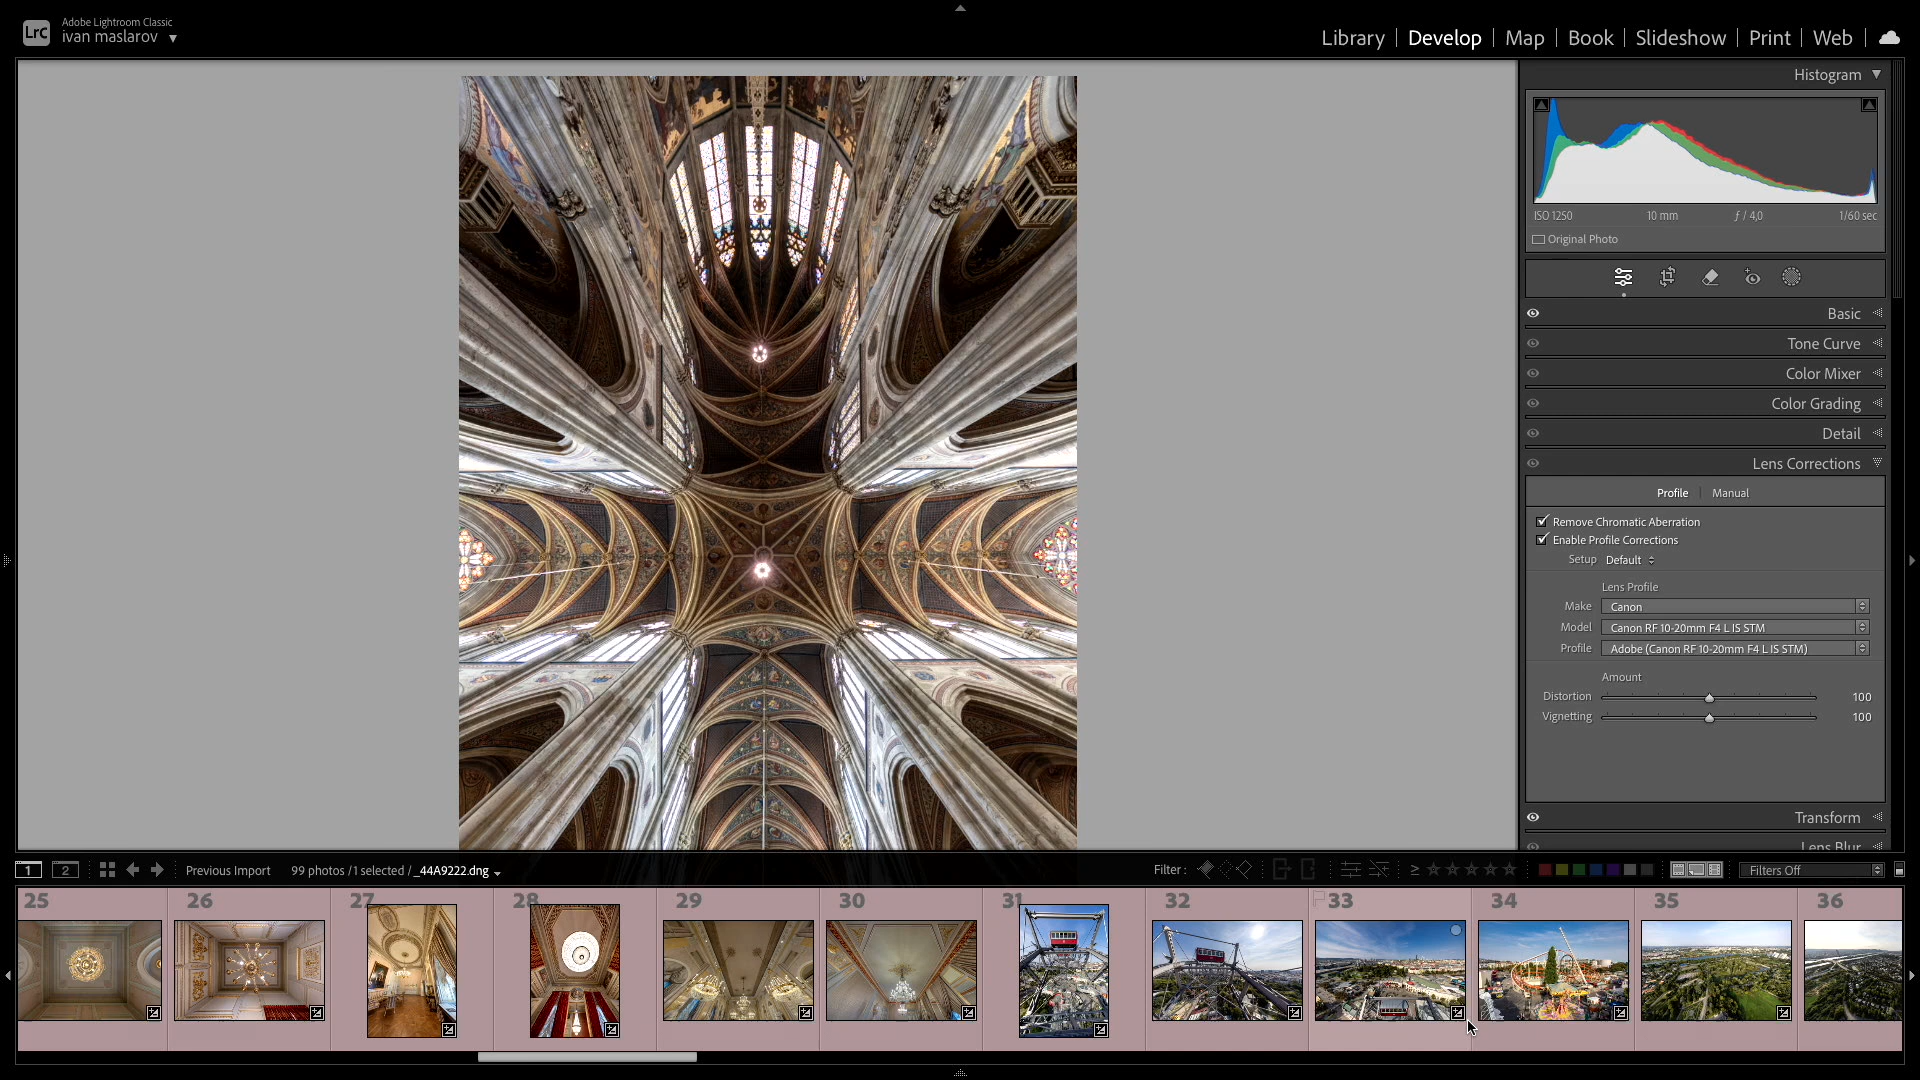 LrC
Adobe Lightroom Classic
ivan maslarov
Library
Develop
Map
Book
Slideshow
Print
Web
Histogram
ISO 1250
10 mm
ƒ / 4,0
1/60 sec
Original Photo
Basic
Tone Curve
Color Mixer
Color Grading
Detail
Lens Corrections
Profile
Manual
Remove Chromatic Aberration
Enable Profile Corrections
Setup Default
Lens Profile
Make Canon
Model Canon RF 10-20mm F4 L IS STM
Profile Adobe (Canon RF 10-20mm F4 L IS STM)
Amount
Distortion 100
Vignetting 100
Transform
Lens Blur
1
2
Previous Import
99 photos / 1 selected / _44A9222.dng
Filter :
≥
Filters Off
25
26
27
28
29
30
31
32
33
34
35
36